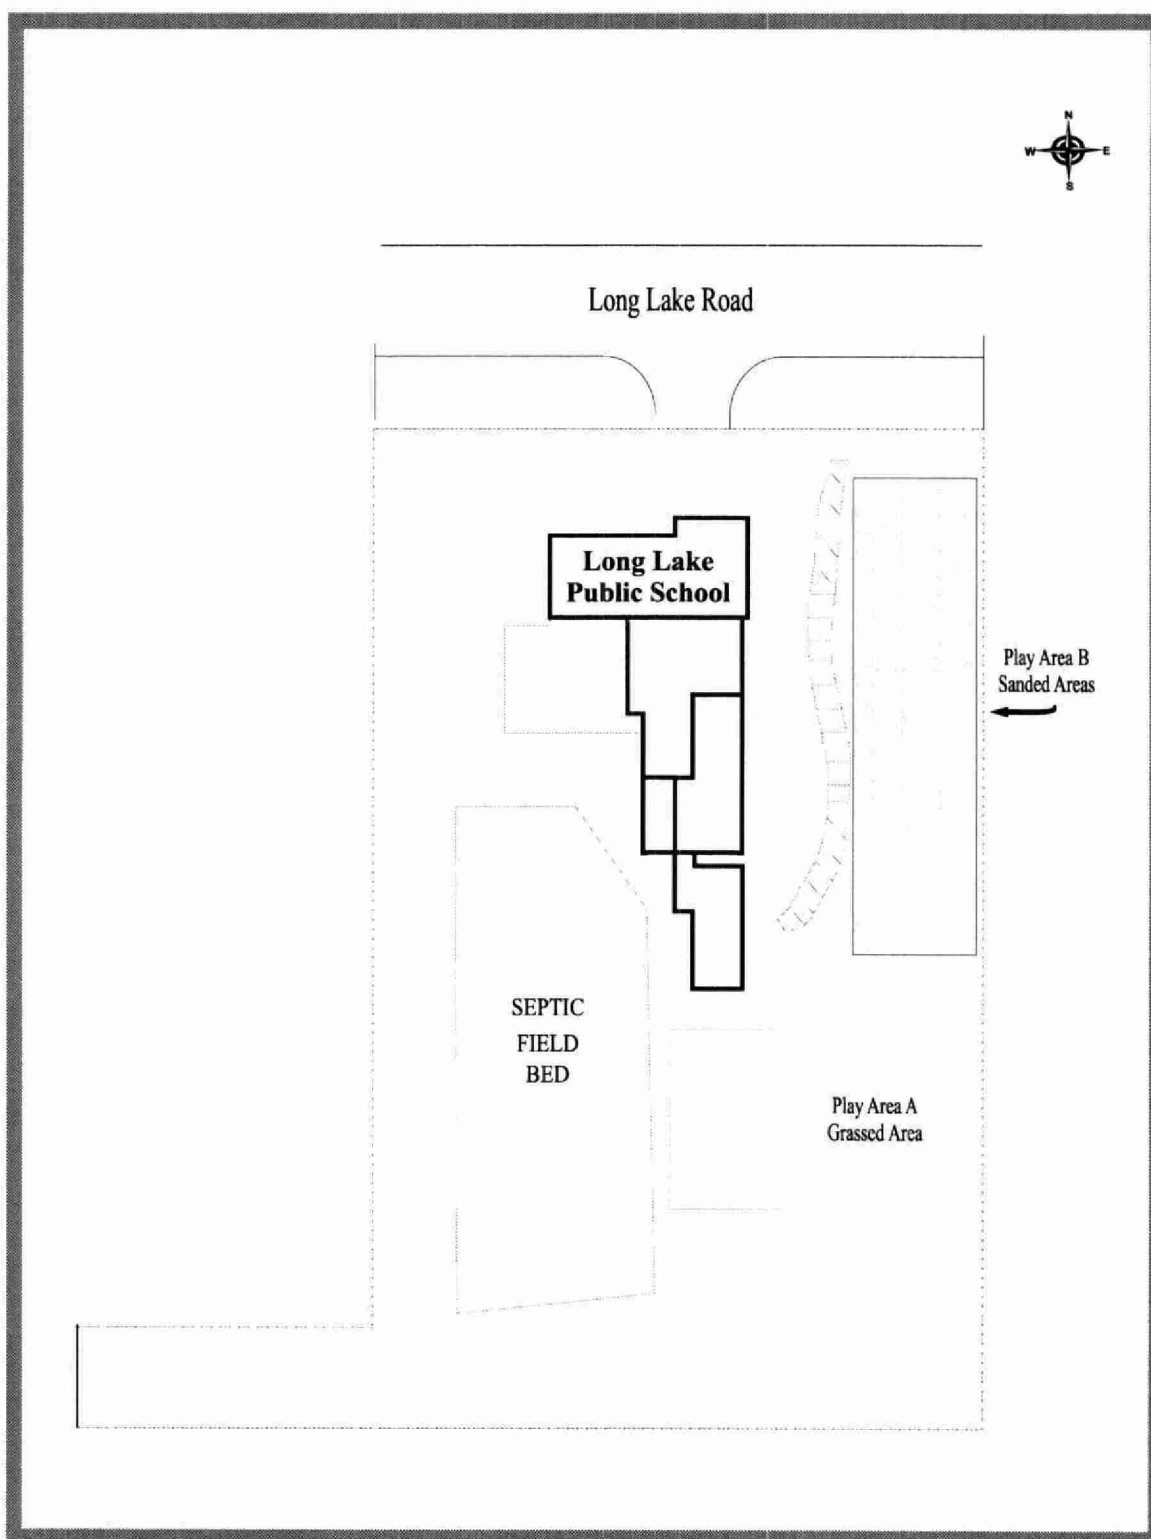 N
W E
S
Long Lake Road
Long Lake
Public School
Play Area B
Sanded Areas
SEPTIC
FIELD
BED
Play Area A
Grassed Area